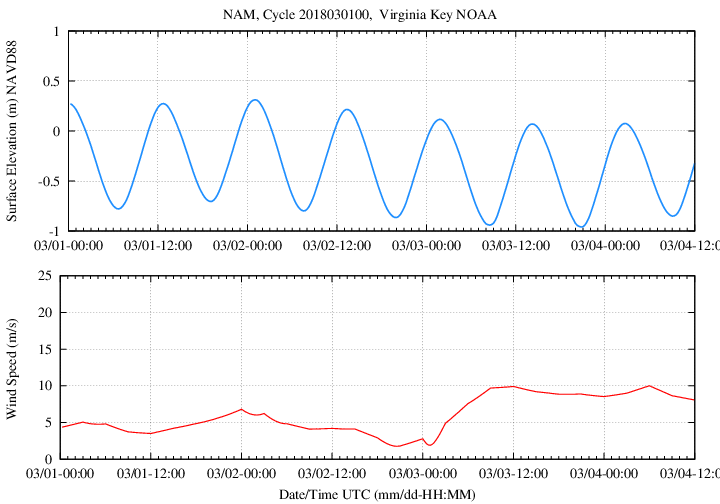 NAM, Cycle 2018030100,  Virginia Key NOAA
Surface Elevation (m) NAVD88
1
0.5
0
-0.5
-1
03/01-00:00 03/01-12:00 03/02-00:00 03/02-12:00 03/03-00:00 03/03-12:00 03/04-00:00 03/04-12:0
Wind Speed (m/s)
25
20
15
10
5
0
03/01-00:00 03/01-12:00 03/02-00:00 03/02-12:00 03/03-00:00 03/03-12:00 03/04-00:00 03/04-12:0
Date/Time UTC (mm/dd-HH:MM)